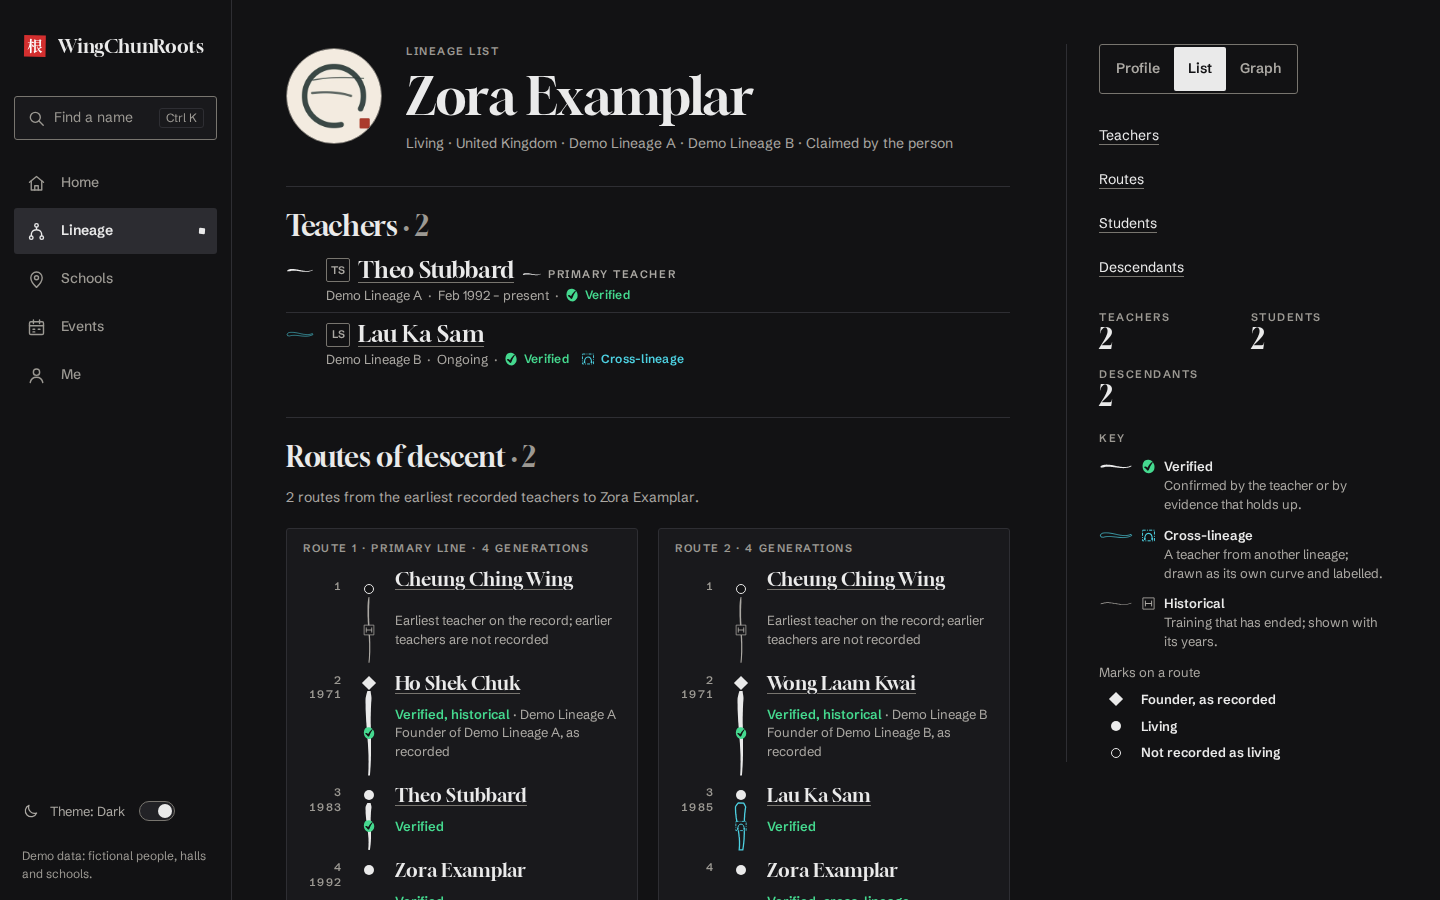 根 WingChunRoots
Find a name Ctrl K
Home
Lineage
Schools
Events
Me
Theme: Dark
Demo data: fictional people, halls
and schools.
LINEAGE LIST
Zora Examplar
Living · United Kingdom · Demo Lineage A · Demo Lineage B · Claimed by the person
Teachers · 2
TS Theo Stubbard PRIMARY TEACHER
Demo Lineage A · Feb 1992 – present · Verified
LS Lau Ka Sam
Demo Lineage B · Ongoing · Verified Cross-lineage
Routes of descent · 2
2 routes from the earliest recorded teachers to Zora Examplar.
ROUTE 1 · PRIMARY LINE · 4 GENERATIONS
1 Cheung Ching Wing
Earliest teacher on the record; earlier
teachers are not recorded
H
2 Ho Shek Chuk
1971
Verified, historical · Demo Lineage A
Founder of Demo Lineage A, as
recorded
3 Theo Stubbard
1983
Verified
4 Zora Examplar
1992
Verified
ROUTE 2 · 4 GENERATIONS
1 Cheung Ching Wing
Earliest teacher on the record; earlier
teachers are not recorded
H
2 Wong Laam Kwai
1971
Verified, historical · Demo Lineage B
Founder of Demo Lineage B, as
recorded
3 Lau Ka Sam
1985
Verified
4 Zora Examplar
Verified, cross-lineage
Profile List Graph
Teachers
Routes
Students
Descendants
TEACHERS STUDENTS
2 2
DESCENDANTS
2
KEY
Verified
Confirmed by the teacher or by
evidence that holds up.
Cross-lineage
A teacher from another lineage;
drawn as its own curve and labelled.
H Historical
Training that has ended; shown with
its years.
Marks on a route
Founder, as recorded
Living
Not recorded as living